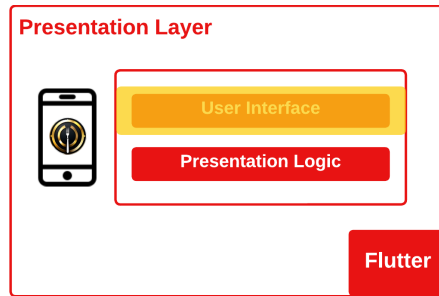 Presentation Layer
User Interface
Presentation Logic
Flutter